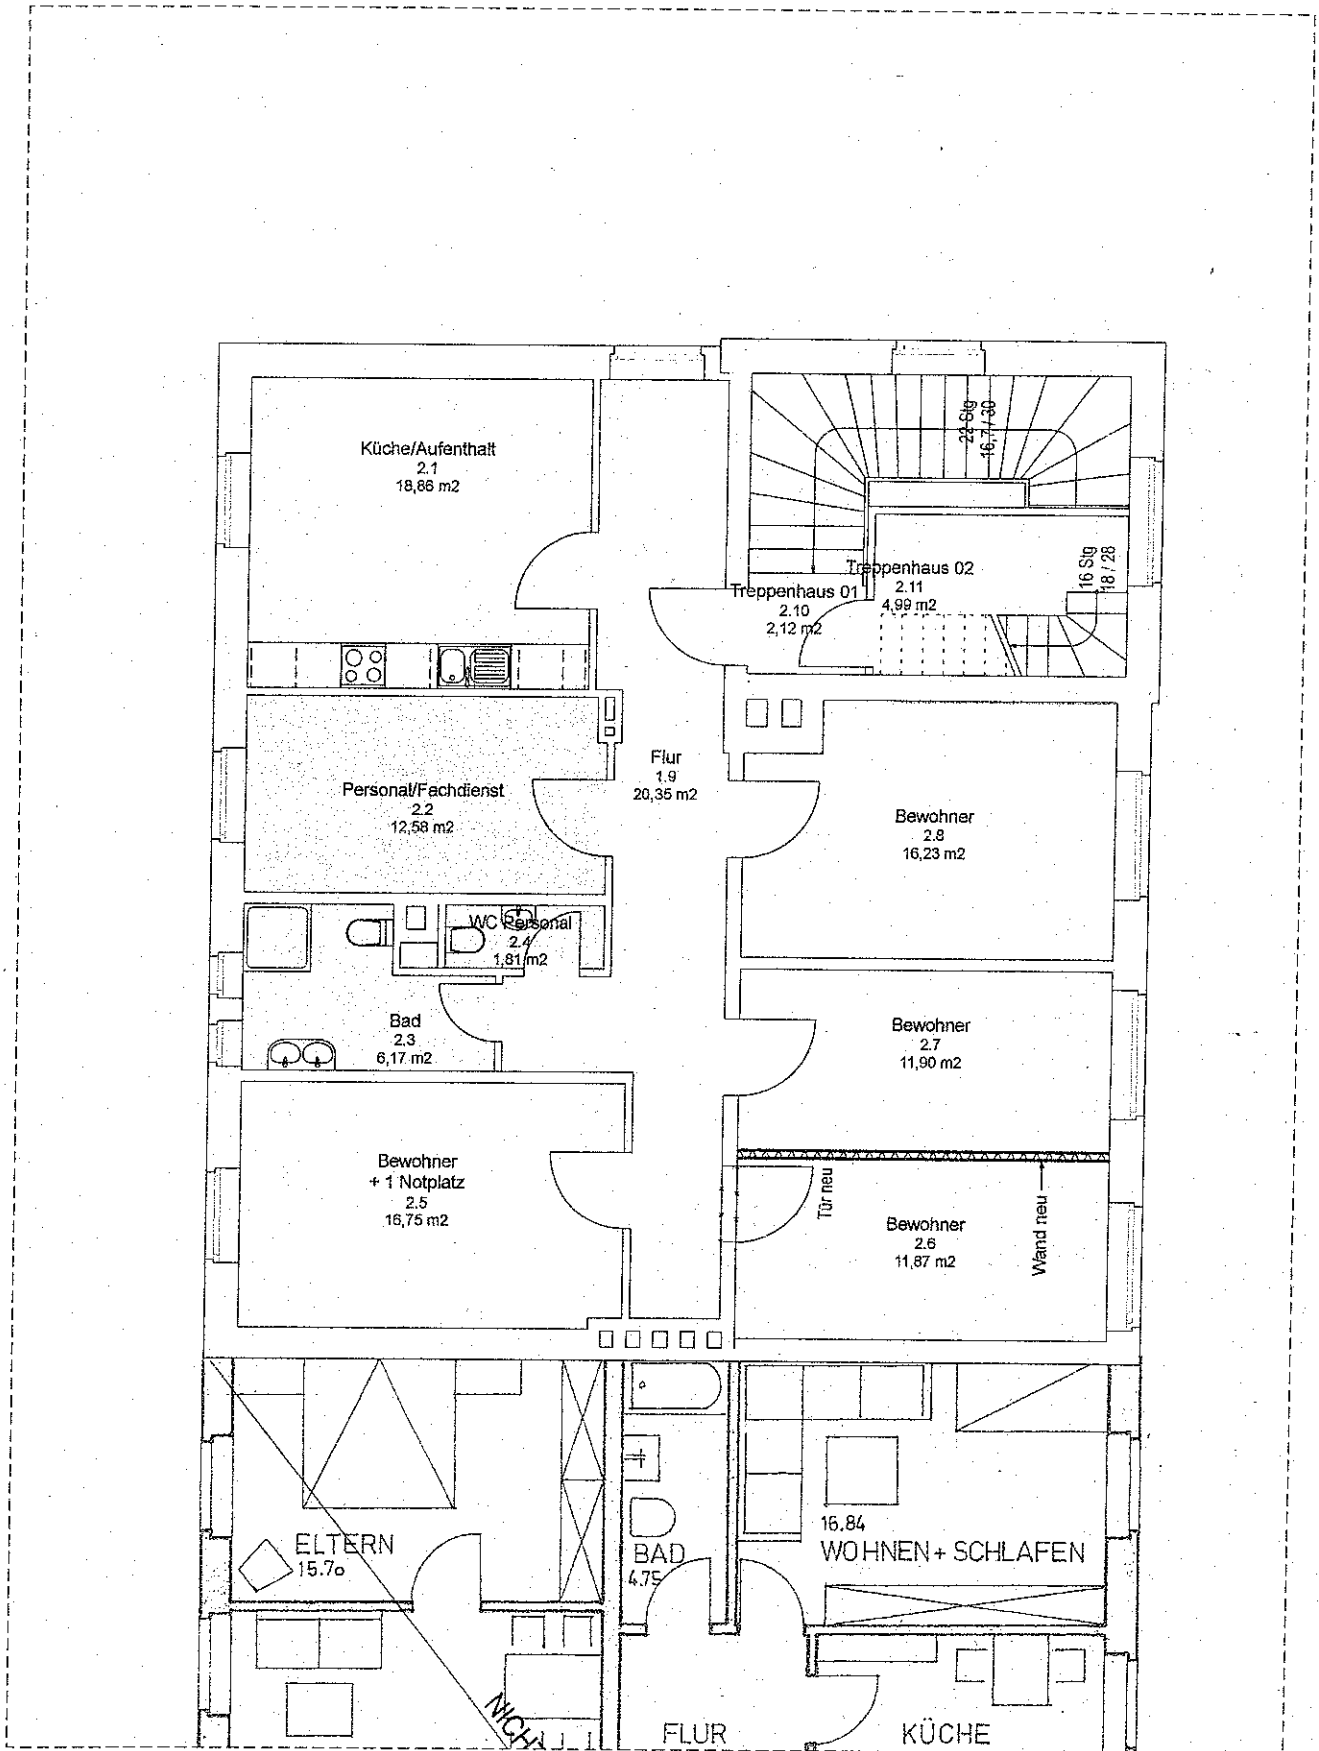 22 Stg
16,7 / 30
Küche/Aufenthalt
2.1
18,86 m2
16 Stg
18 / 28
Treppenhaus 02
2.11
4,99 m2
Treppenhaus 01
2.10
2,12 m2
Flur
1.9
20,35 m2
Personal/Fachdienst
2.2
12,58 m2
Bewohner
2.8
16,23 m2
WC Personal
2.4
1,81 m2
Bad
2.3
6,17 m2
Bewohner
2.7
11,90 m2
Bewohner
+ 1 Notplatz
2.5
16,75 m2
Tür neu
Bewohner
2.6
11,87 m2
Wand neu
ELTERN
15.70
BAD
4.75
16.84
WOHNEN + SCHLAFEN
FLUR
KÜCHE